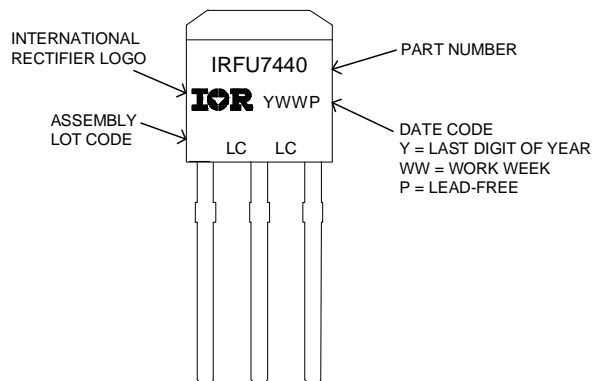 INTERNATIONAL
RECTIFIER LOGO
ASSEMBLY
LOT CODE
IRFU7440
IOR YWWP
LC LC
PART NUMBER
DATE CODE
Y = LAST DIGIT OF YEAR
WW = WORK WEEK
P = LEAD-FREE